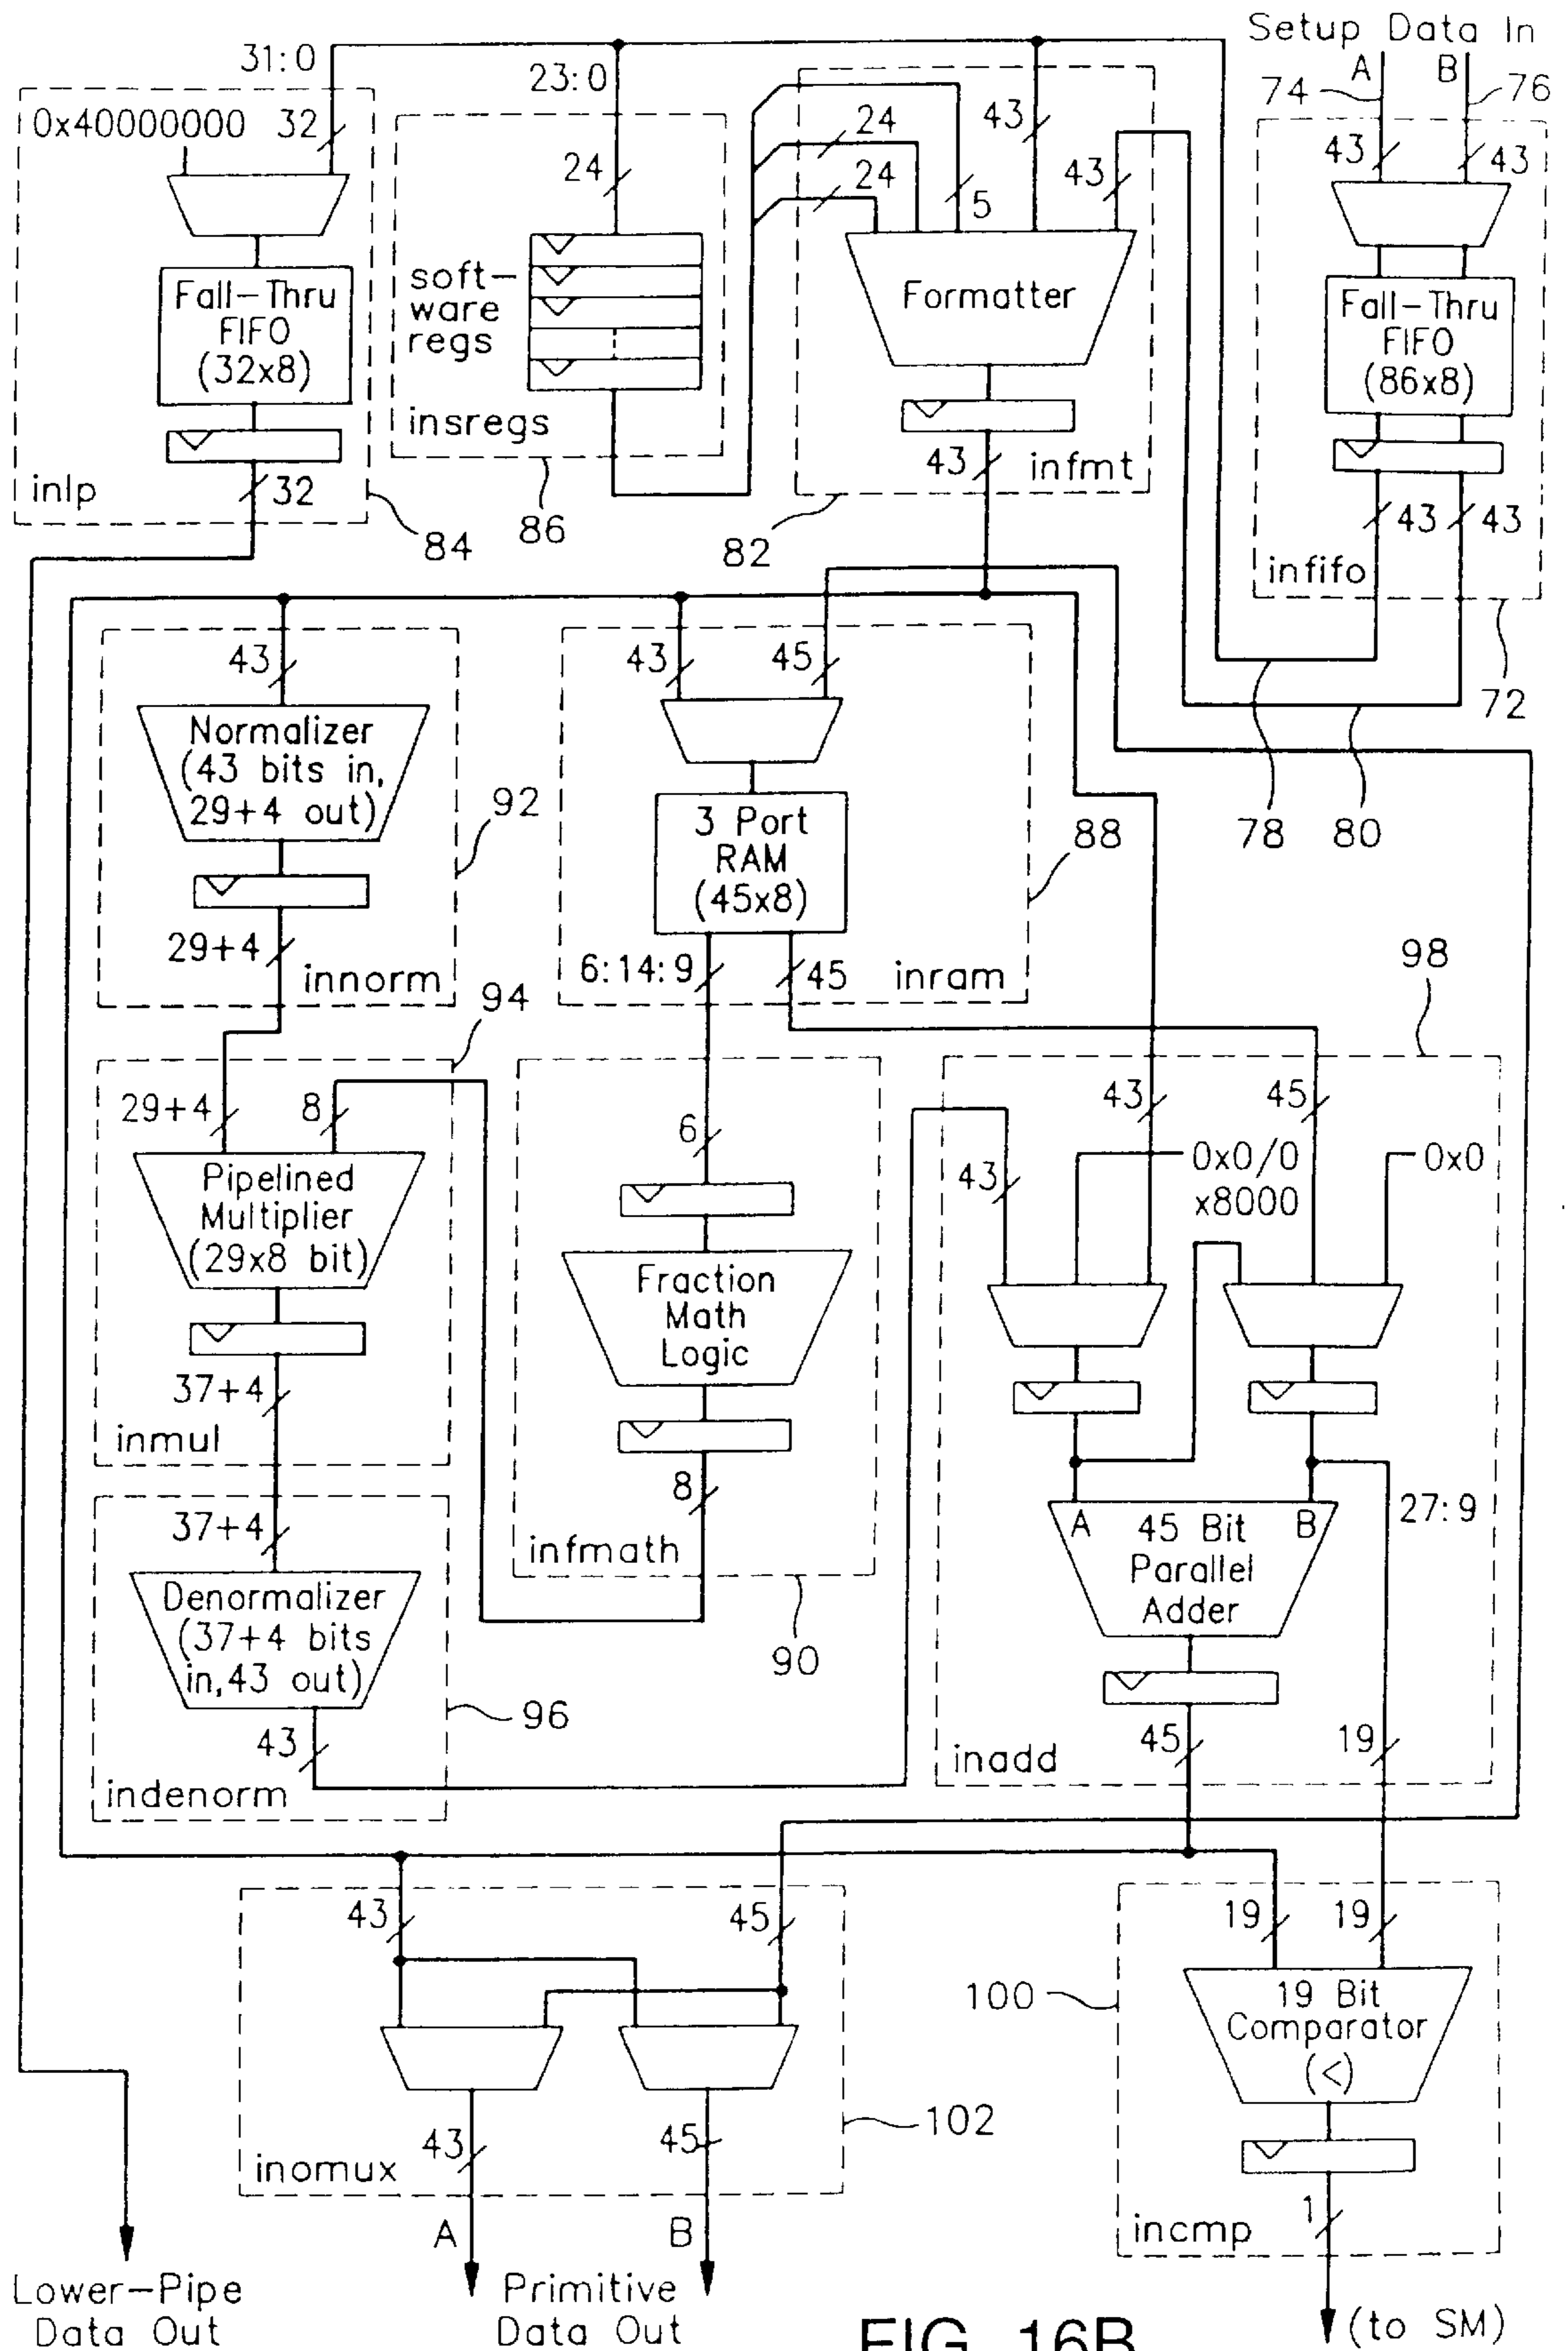 Setup Data In
A
B
74
76
31:0
23:0
0x40000000
32
24
24
24
5
43
43
43
43
Fall-Thru
FIFO
(32x8)
soft-
ware
regs
Formatter
Fall-Thru
FIFO
(86x8)
insregs
inlp
32
43
infmt
43
43
infifo
84
86
82
72
43
43
45
Normalizer
(43 bits in,
29+4 out)
92
3 Port
RAM
(45x8)
88
78
80
29+4
innorm
6:14:9
45
inram
94
98
29+4
8
6
43
45
43
0x0/0
x8000
0x0
Pipelined
Multiplier
(29x8 bit)
Fraction
Math
Logic
37+4
inmul
8
infmath
90
A
45 Bit
Parallel
Adder
B
27:9
37+4
Denormalizer
(37+4 bits
in,43 out)
96
43
indenorm
45
19
inadd
43
45
19
19
100
19 Bit
Comparator
(<)
102
43
45
inomux
1
incmp
A
B
Lower-Pipe
Data Out
Primitive
Data Out
FIG. 16B
(to SM)